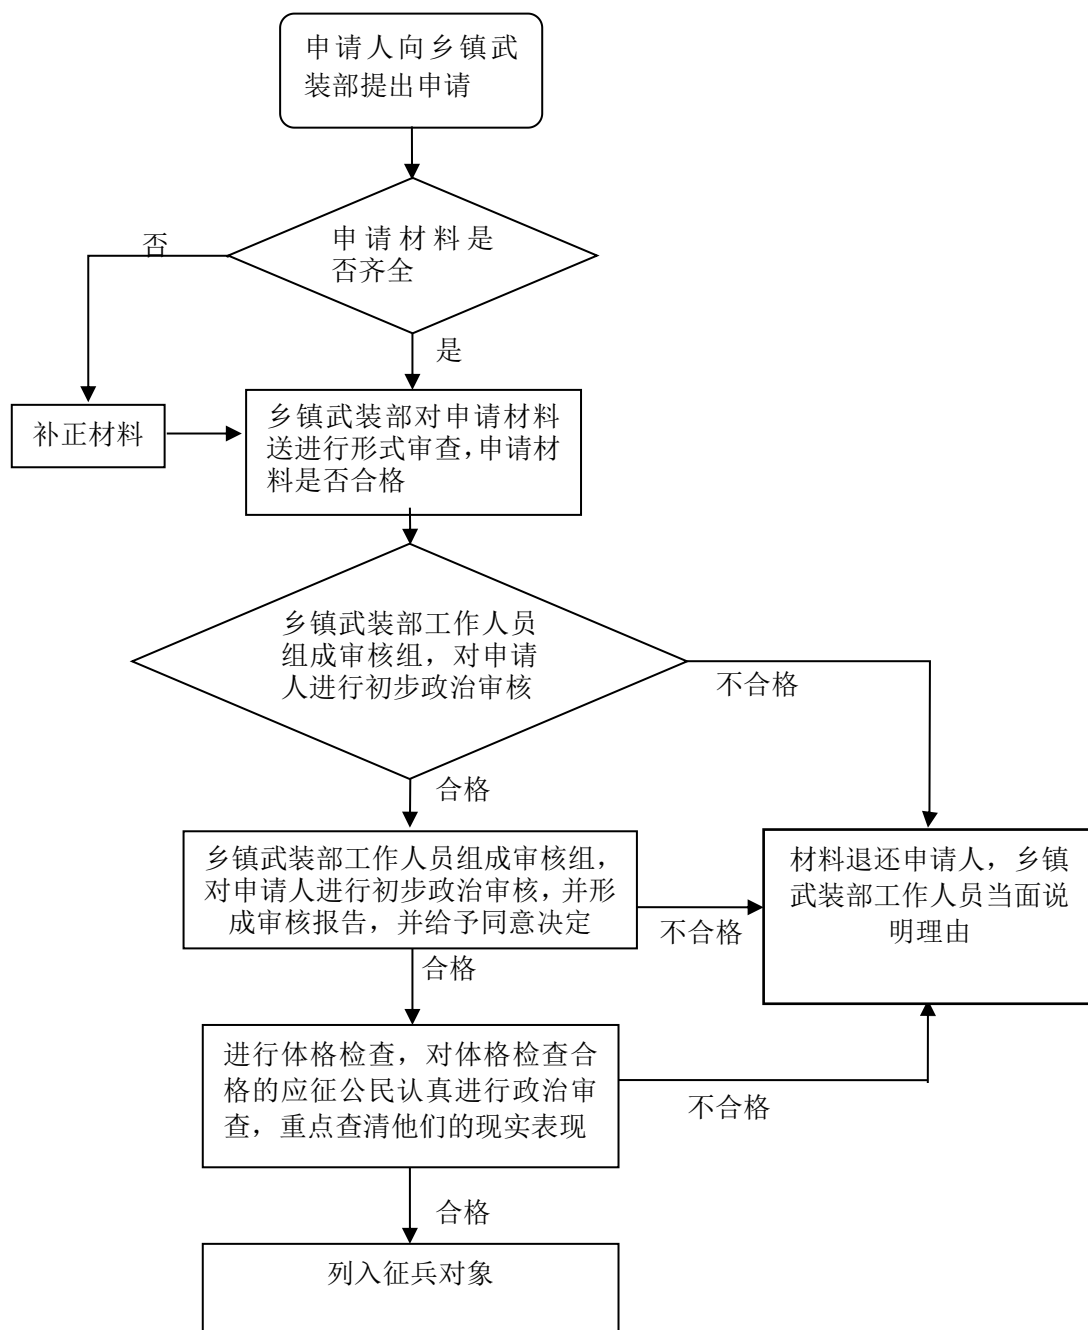 申请人向乡镇武
装部提出申请
申请材料是
否齐全
否
是
补正材料
乡镇武装部对申请材料
送进行形式审查，申请材
料是否合格
乡镇武装部工作人员
组成审核组，对申请
人进行初步政治审核
不合格
合格
乡镇武装部工作人员组成审核组，
对申请人进行初步政治审核，并形
成审核报告，并给予同意决定
不合格
材料退还申请人，乡镇
武装部工作人员当面说
明理由
合格
进行体格检查，对体格检查合
格的应征公民认真进行政治审
查，重点查清他们的现实表现
不合格
合格
列入征兵对象